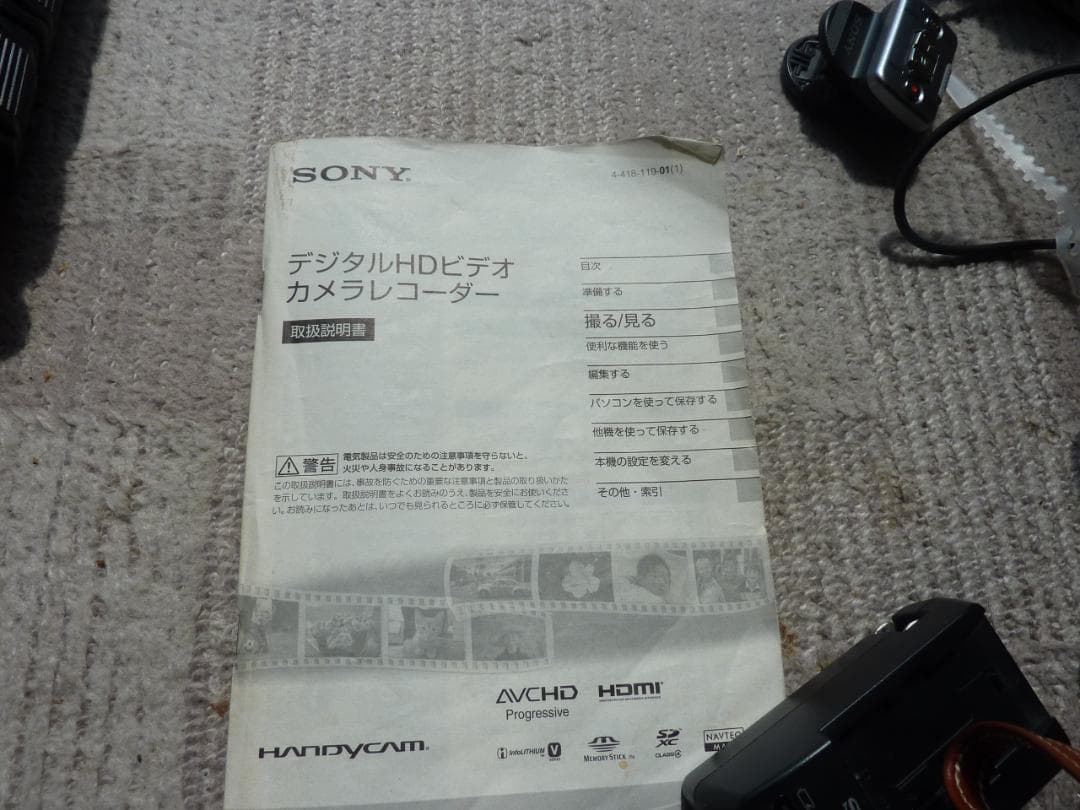 SONY
SONY®
4-418-119-01(1)
デジタルHDビデオ
カメラレコーダー
取扱説明書
目次
準備する
撮る/見る
便利な機能を使う
編集する
パソコンを使って保存する
他機を使って保存する
本機の設定を変える
その他・索引
警告
電気製品は安全のための注意事項を守らないと、
火災や人身事故になることがあります。
この取扱説明書には、事故を防ぐための重要な注意事項と製品の取り扱いかた
を示しています。取扱説明書をよくお読みのうえ、製品を安全にお使いくださ
い。お読みになったあとは、いつでも見られるところに必ず保管してください。
AVCHD
Progressive
HDMI®
HANDYCAM®
InfoLITHIUM™ V
SERIES
MEMORY STICK™
SD
XC
CLASS④
NAVTEQ